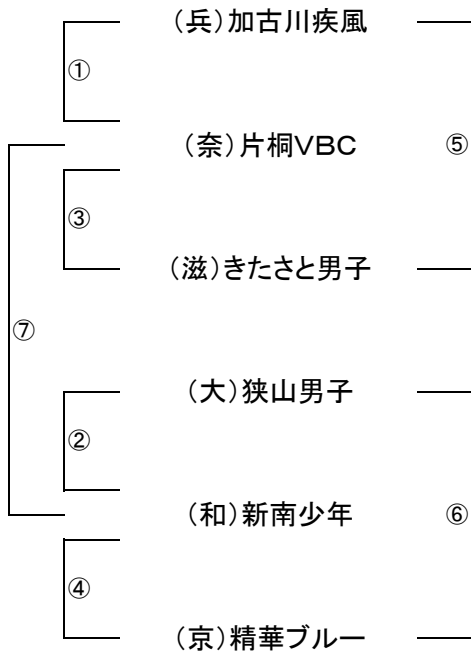 (兵)加古川疾風
①
(奈)片桐VBC ⑤
③
(滋)きたさと男子
⑦
(大)狭山男子
②
(和)新南少年 ⑥
④
(京)精華ブルー